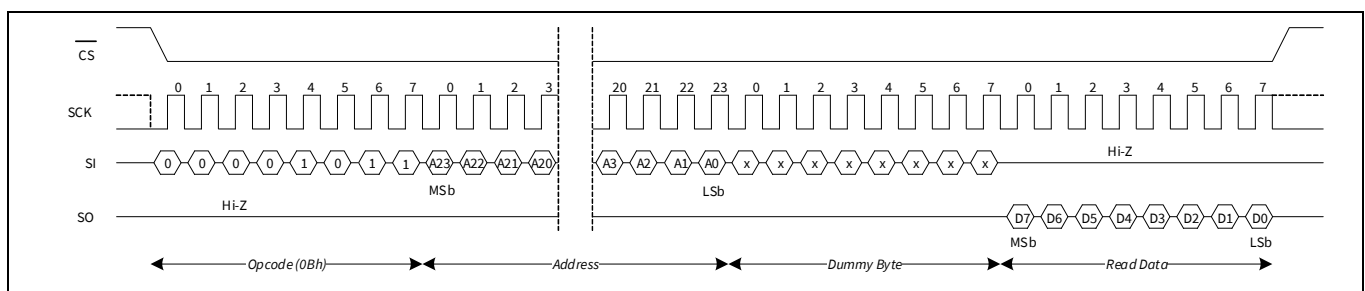 CS
0 1 2 3 4 5 6 7 0 1 2 3 20 21 22 23 0 1 2 3 4 5 6 7 0 1 2 3 4 5 6 7
SCK
Hi-Z
SI 0 0 0 0 1 0 1 1 A23 A22 A21 A20 A3 A2 A1 A0 x x x x x x x x
MSb LSb
Hi-Z
SO D7 D6 D5 D4 D3 D2 D1 D0
MSb LSb
Opcode (0Bh) Address Dummy Byte Read Data